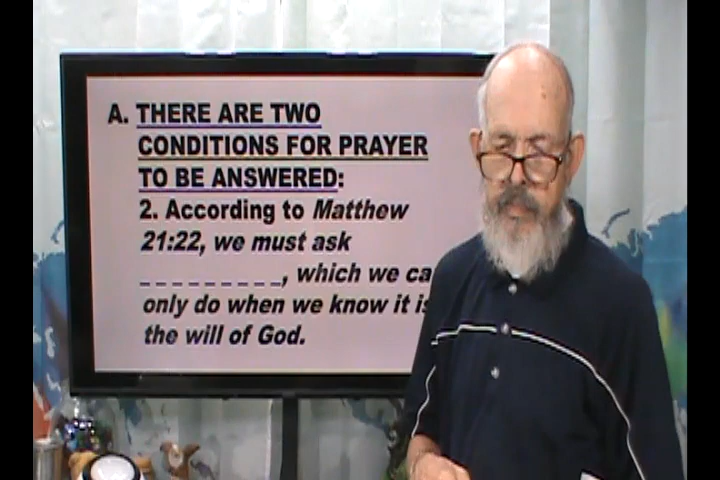 A. THERE ARE TWO
CONDITIONS FOR PRAYER
TO BE ANSWERED:
2. According to Matthew
21:22, we must ask
_ _ _ _ _ _ _ _ _, which we ca
only do when we know it is
the will of God.